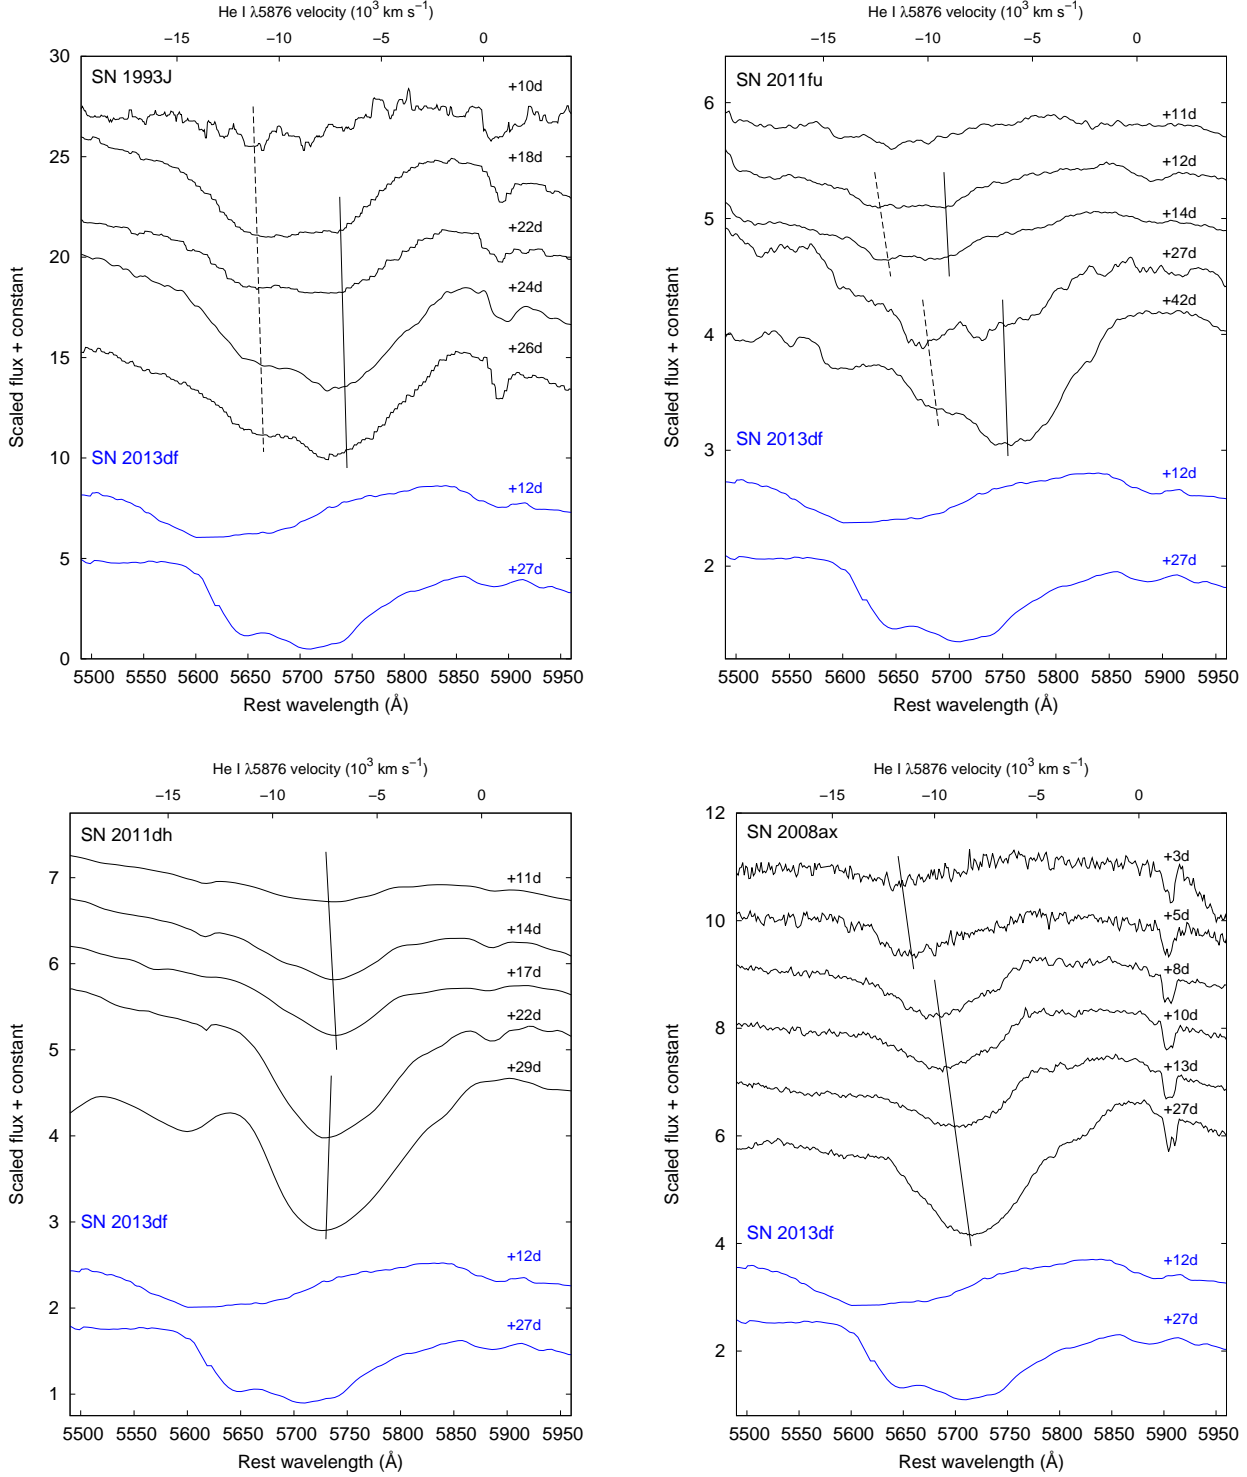 He I λ5876 velocity (10³ km s⁻¹)
−15 −10 −5 0
30
25
20
15
10
5
0
Scaled flux + constant
SN 1993J
+10d
+18d
+22d
+24d
+26d
SN 2013df
+12d
+27d
5500 5550 5600 5650 5700 5750 5800 5850 5900 5950
Rest wavelength (Å)
He I λ5876 velocity (10³ km s⁻¹)
−15 −10 −5 0
6
5
4
3
2
Scaled flux + constant
SN 2011fu
+11d
+12d
+14d
+27d
+42d
SN 2013df
+12d
+27d
5500 5550 5600 5650 5700 5750 5800 5850 5900 5950
Rest wavelength (Å)
He I λ5876 velocity (10³ km s⁻¹)
−15 −10 −5 0
7
6
5
4
3
2
1
Scaled flux + constant
SN 2011dh
+11d
+14d
+17d
+22d
+29d
SN 2013df
+12d
+27d
5500 5550 5600 5650 5700 5750 5800 5850 5900 5950
Rest wavelength (Å)
He I λ5876 velocity (10³ km s⁻¹)
−15 −10 −5 0
12
10
8
6
4
2
Scaled flux + constant
SN 2008ax
+3d
+5d
+8d
+10d
+13d
+27d
SN 2013df
+12d
+27d
5500 5550 5600 5650 5700 5750 5800 5850 5900 5950
Rest wavelength (Å)